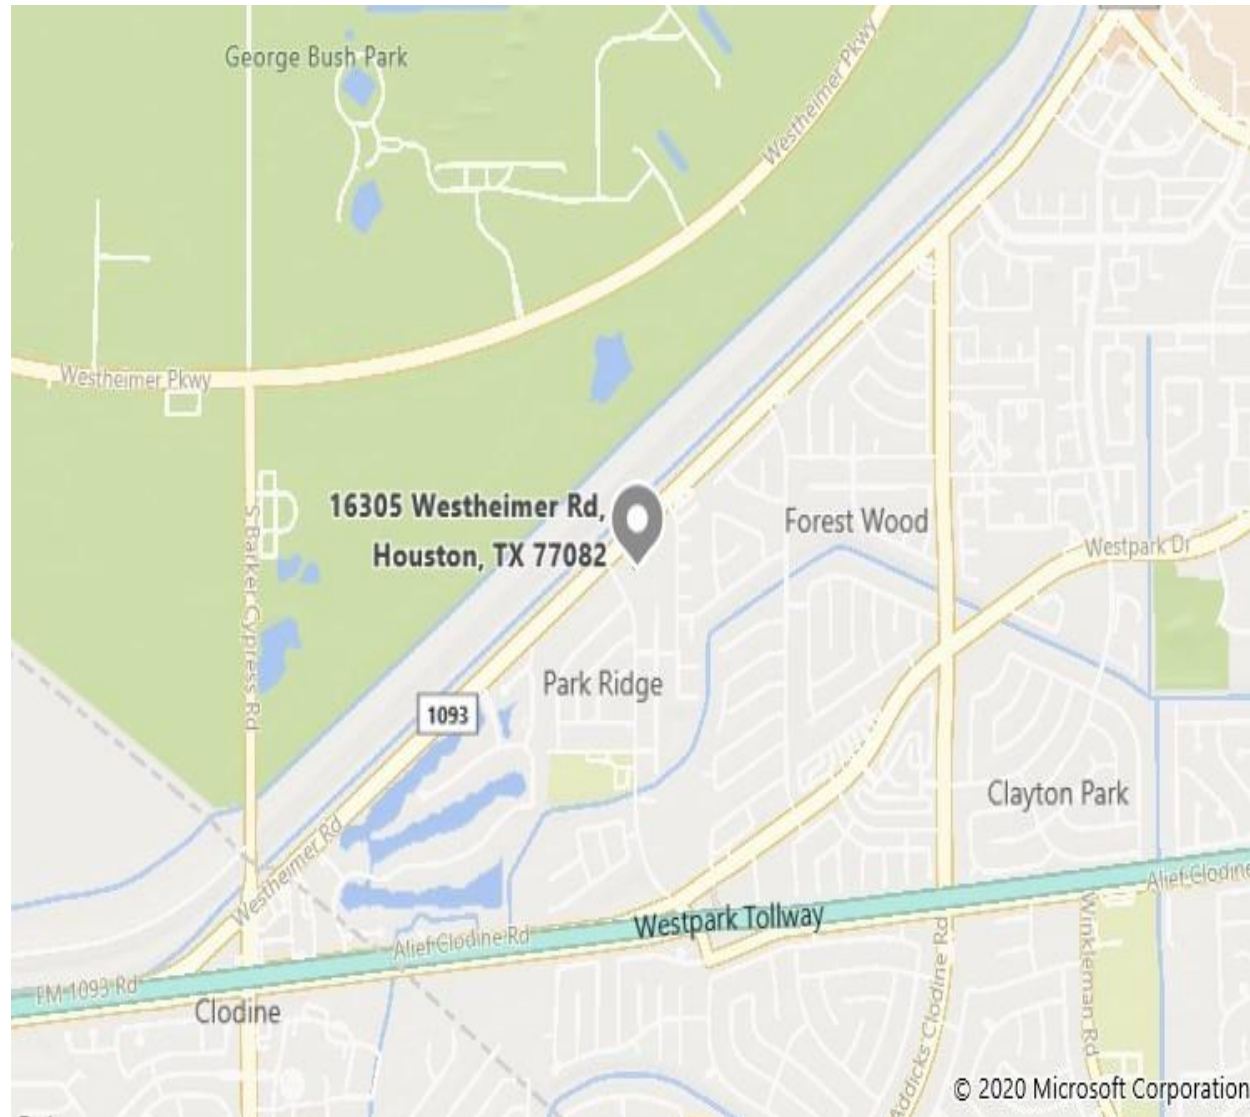 George Bush Park
Westheimer Pkwy
Westheimer Pkwy
16305 Westheimer Rd,
Houston, TX 77082
Forest Wood
Westpark Dr
S Barker Cypress Rd
Park Ridge
1093
Clayton Park
Westheimer Rd
Alief Clodine
Westpark Tollway
Alief Clodine Rd
FM 1093 Rd
Clodine
Addicks Clodine Rd
Winkleman Rd
© 2020 Microsoft Corporation